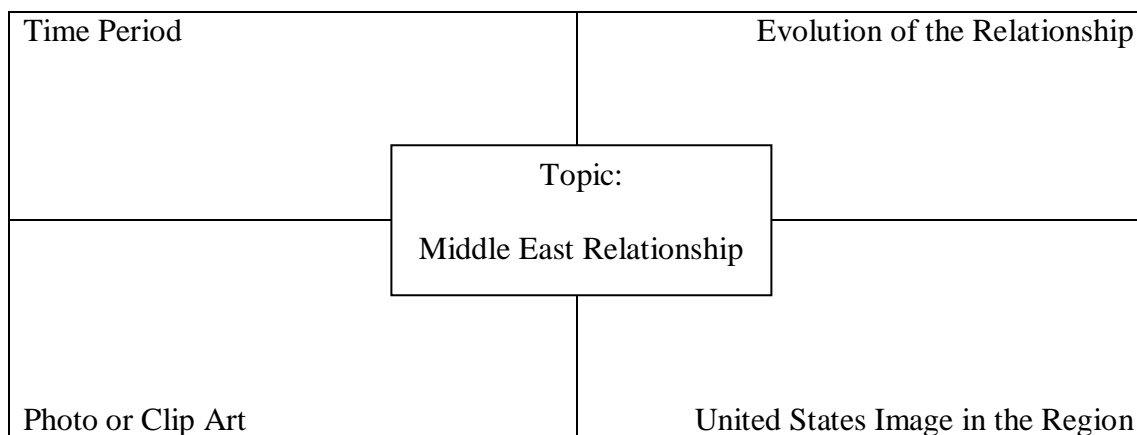 Time Period
Evolution of the Relationship
Topic:
Middle East Relationship
Photo or Clip Art
United States Image in the Region